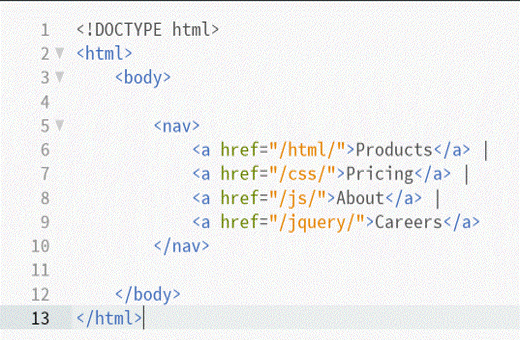 1 <!DOCTYPE html>
2 <html>
3     <body>
4
5         <nav>
6             <a href="/html/">Products</a> |
7             <a href="/css/">Pricing</a> |
8             <a href="/js/">About</a> |
9             <a href="/jquery/">Careers</a>
10         </nav>
11
12     </body>
13 </html>